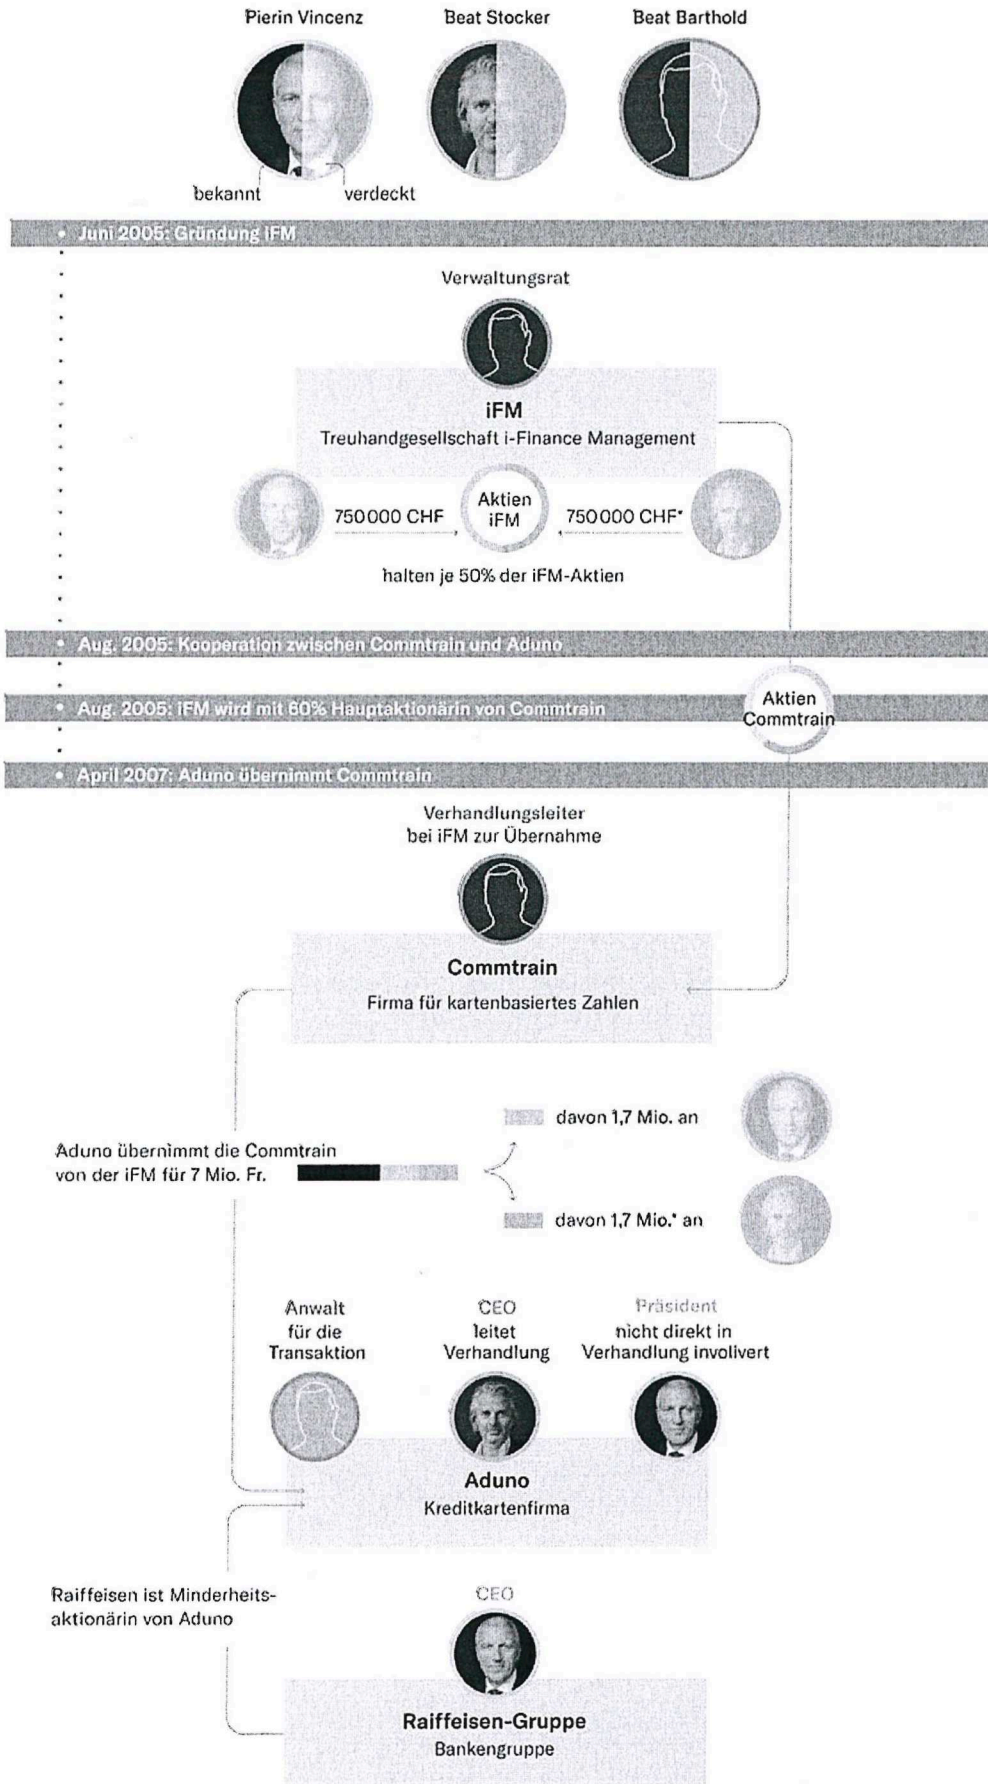 Pierin Vincenz
Beat Stocker
Beat Barthold
bekannt
verdeckt
• Juni 2005: Gründung iFM
Verwaltungsrat
iFM
Treuhandgesellschaft i-Finance Management
750 000 CHF
Aktien
iFM
750 000 CHF*
halten je 50% der iFM-Aktien
• Aug. 2005: Kooperation zwischen Commtrain und Aduno
• Aug. 2005: iFM wird mit 60% Hauptaktionärin von Commtrain
Aktien
Commtrain
• April 2007: Aduno übernimmt Commtrain
Verhandlungsleiter
bei iFM zur Übernahme
Commtrain
Firma für kartenbasiertes Zahlen
davon 1,7 Mio. an
Aduno übernimmt die Commtrain
von der iFM für 7 Mio. Fr.
davon 1,7 Mio.* an
Anwalt
für die
Transaktion
CEO
leitet
Verhandlung
Präsident
nicht direkt in
Verhandlung involviert
Aduno
Kreditkartenfirma
Raiffeisen ist Minderheits-
aktionärin von Aduno
CEO
Raiffeisen-Gruppe
Bankengruppe